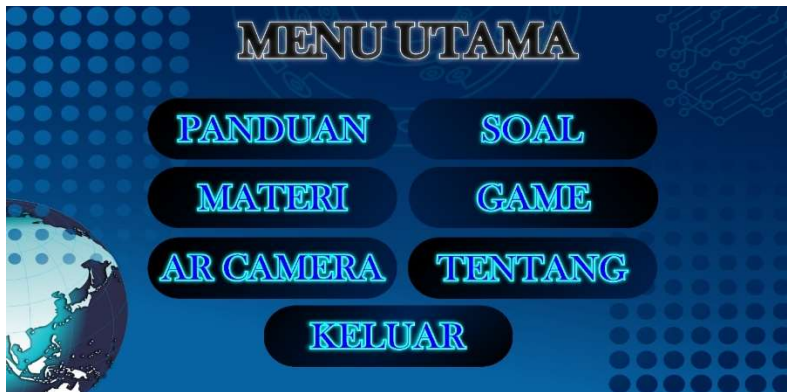 MENU UTAMA
PANDUAN SOAL
MATERI GAME
AR CAMERA TENTANG
KELUAR